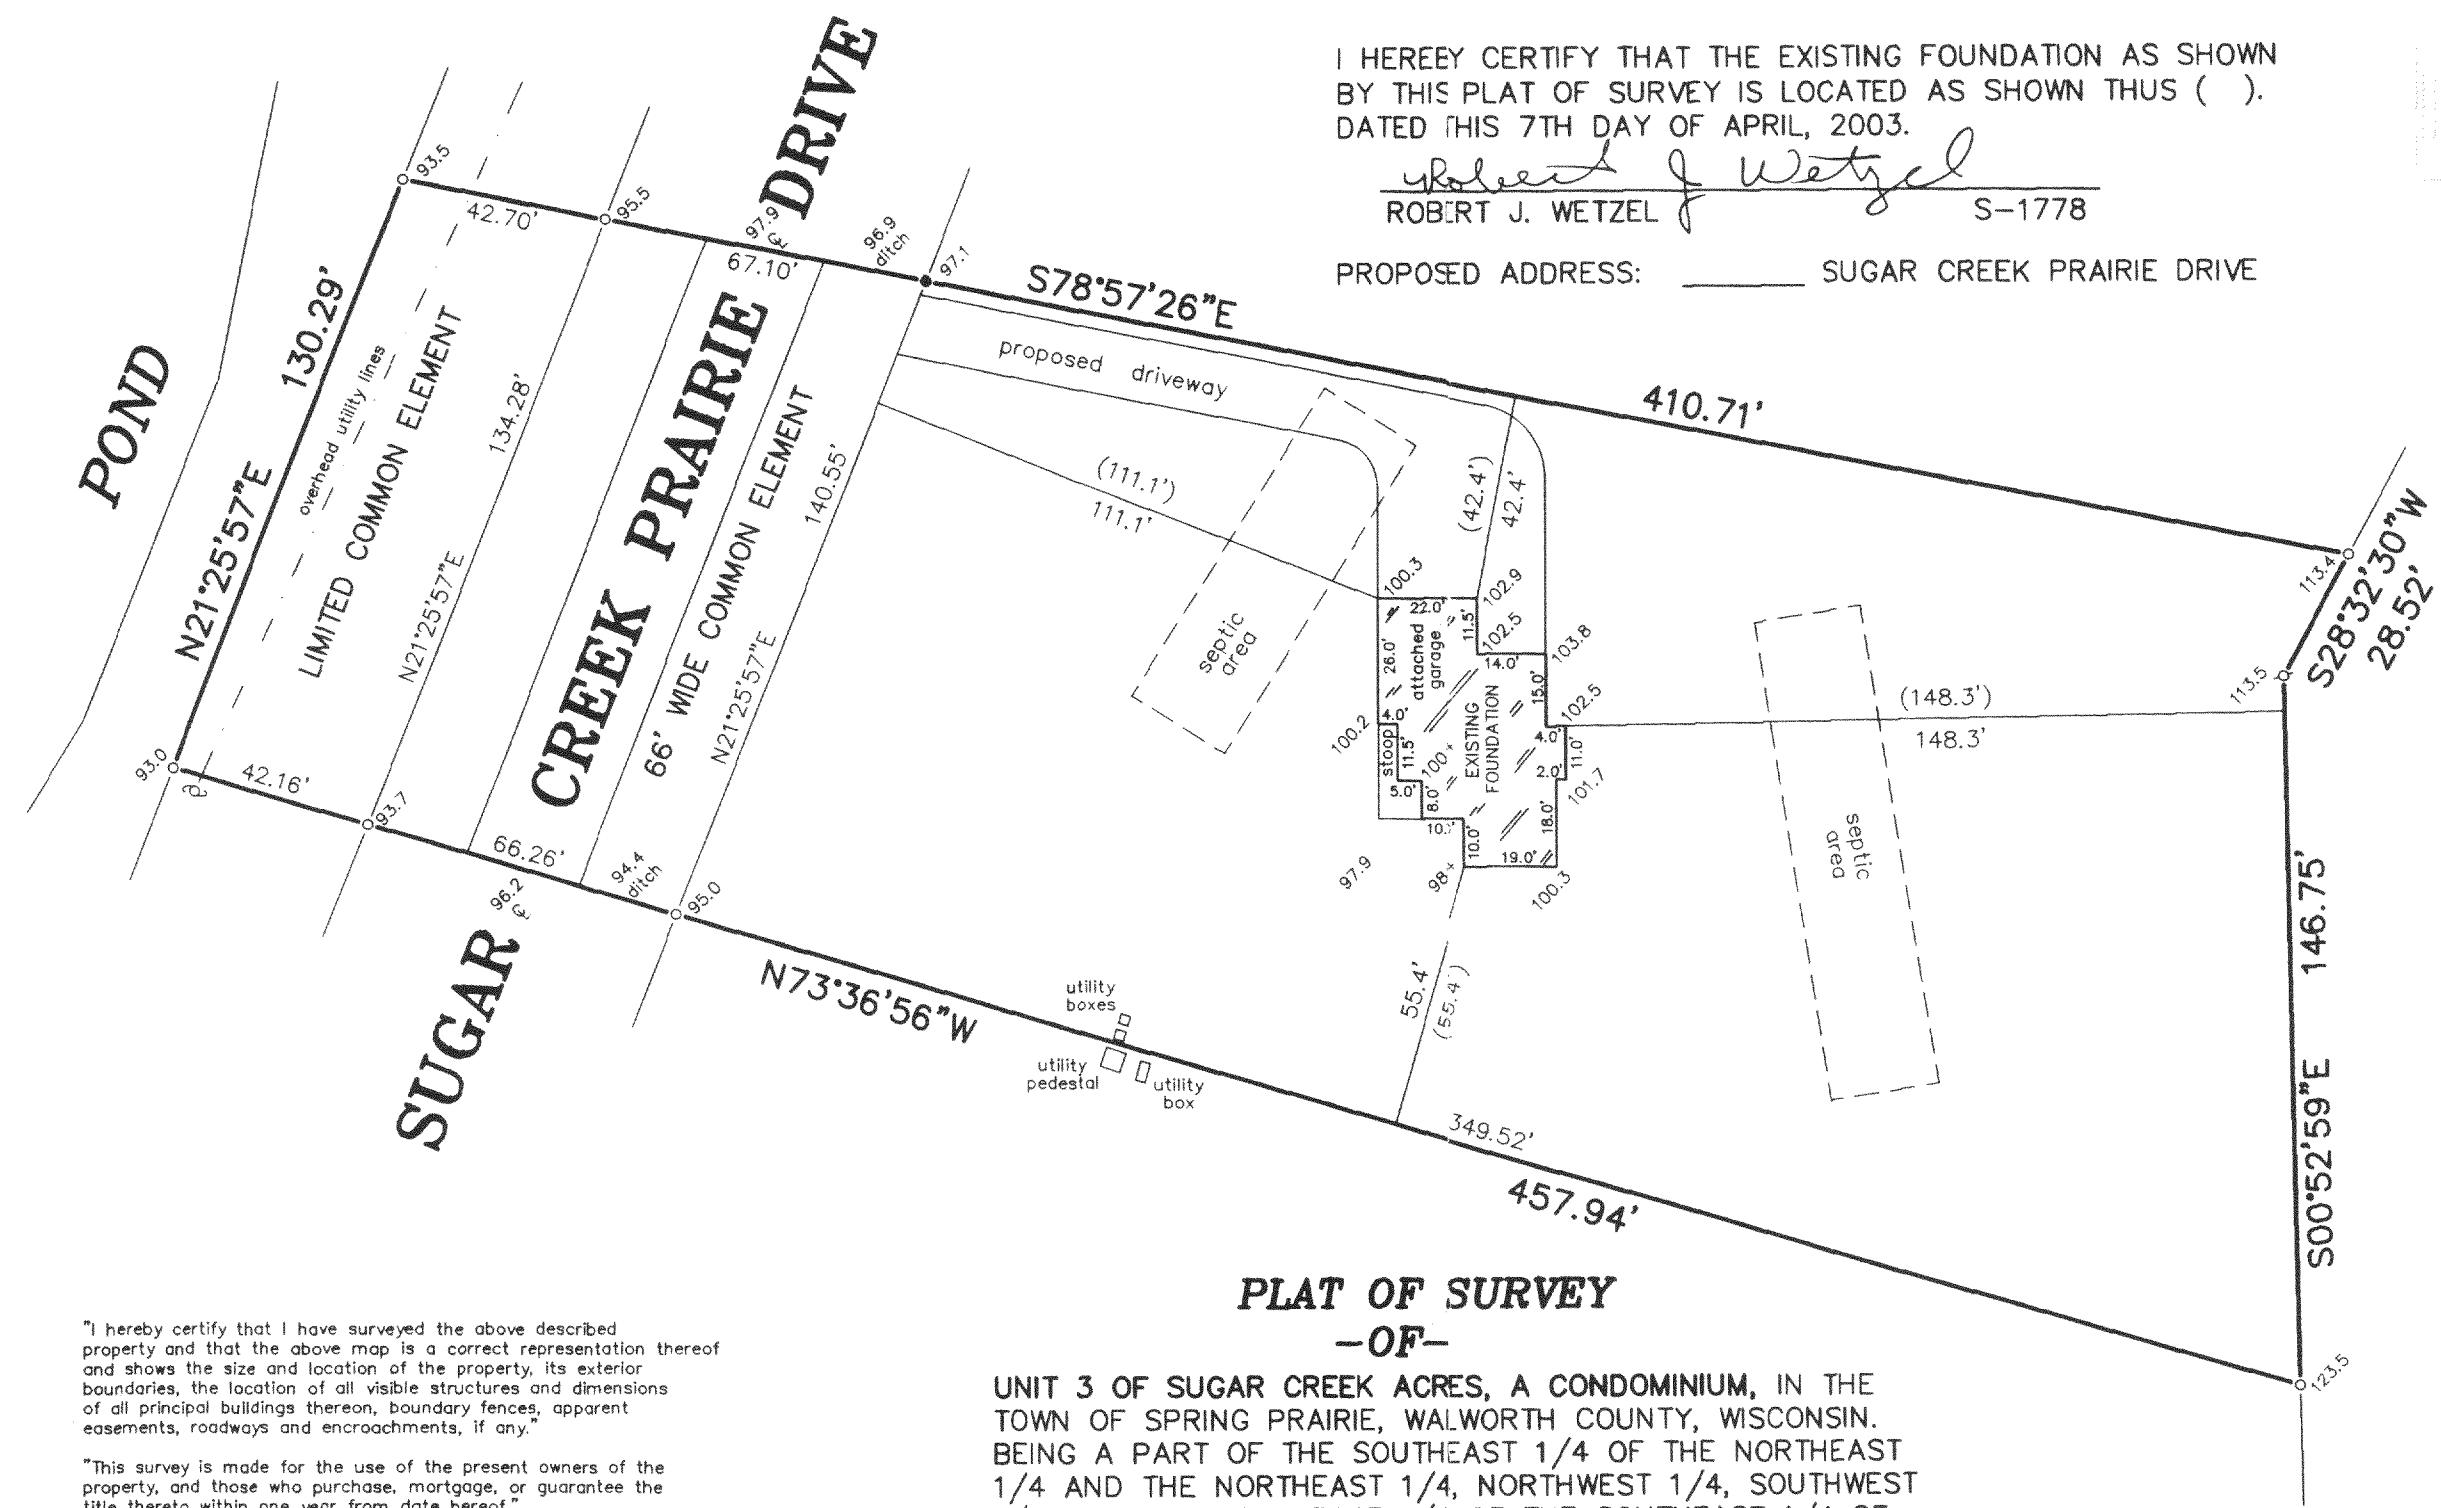 I HEREBY CERTIFY THAT THE EXISTING FOUNDATION AS SHOWN
BY THIS PLAT OF SURVEY IS LOCATED AS SHOWN THUS ( ).
DATED THIS 7TH DAY OF APRIL, 2003.
Robert J Wetzel
ROBERT J. WETZEL S-1778
PROPOSED ADDRESS: ______ SUGAR CREEK PRAIRIE DRIVE
POND
SUGAR CREEK PRAIRIE DRIVE
93.5
42.70'
95.5
97.9
℄
67.10'
96.9
ditch
97.1
S78°57'26"E
410.71'
130.29'
N21°25'57"E
overhead utility lines
LIMITED COMMON ELEMENT
134.28'
N21°25'57"E
66' WIDE COMMON ELEMENT
140.55'
N21°25'57"E
proposed driveway
(111.1')
111.1'
(42.4')
42.4'
septic
area
100.3
102.9
22.0'
11.5'
102.5
26.0'
attached
garage
14.0'
103.8
15.0'
102.5
4.0'
100.2
stoop
11.5'
100
EXISTING
FOUNDATION
4.0'
11.0'
2.0'
101.7
5.0'
8.0'
18.0'
10.0'
19.0'
97.9
98
100.3
(148.3')
148.3'
septic
area
113.4
S28°32'30"W
28.52'
113.5
146.75'
S00°52'59"E
93.0
42.16'
93.7
66.26'
96.2
℄
94.4
ditch
95.0
N73°36'56"W
utility
boxes
utility
pedestal
utility
box
55.4'
(55.4')
349.52'
457.94'
123.5
PLAT OF SURVEY
-OF-
UNIT 3 OF SUGAR CREEK ACRES, A CONDOMINIUM, IN THE
TOWN OF SPRING PRAIRIE, WALWORTH COUNTY, WISCONSIN.
BEING A PART OF THE SOUTHEAST 1/4 OF THE NORTHEAST
1/4 AND THE NORTHEAST 1/4, NORTHWEST 1/4, SOUTHWEST
"I hereby certify that I have surveyed the above described
property and that the above map is a correct representation thereof
and shows the size and location of the property, its exterior
boundaries, the location of all visible structures and dimensions
of all principal buildings thereon, boundary fences, apparent
easements, roadways and encroachments, if any."
"This survey is made for the use of the present owners of the
property, and those who purchase, mortgage, or guarantee the
title thereto within one year from date hereof."